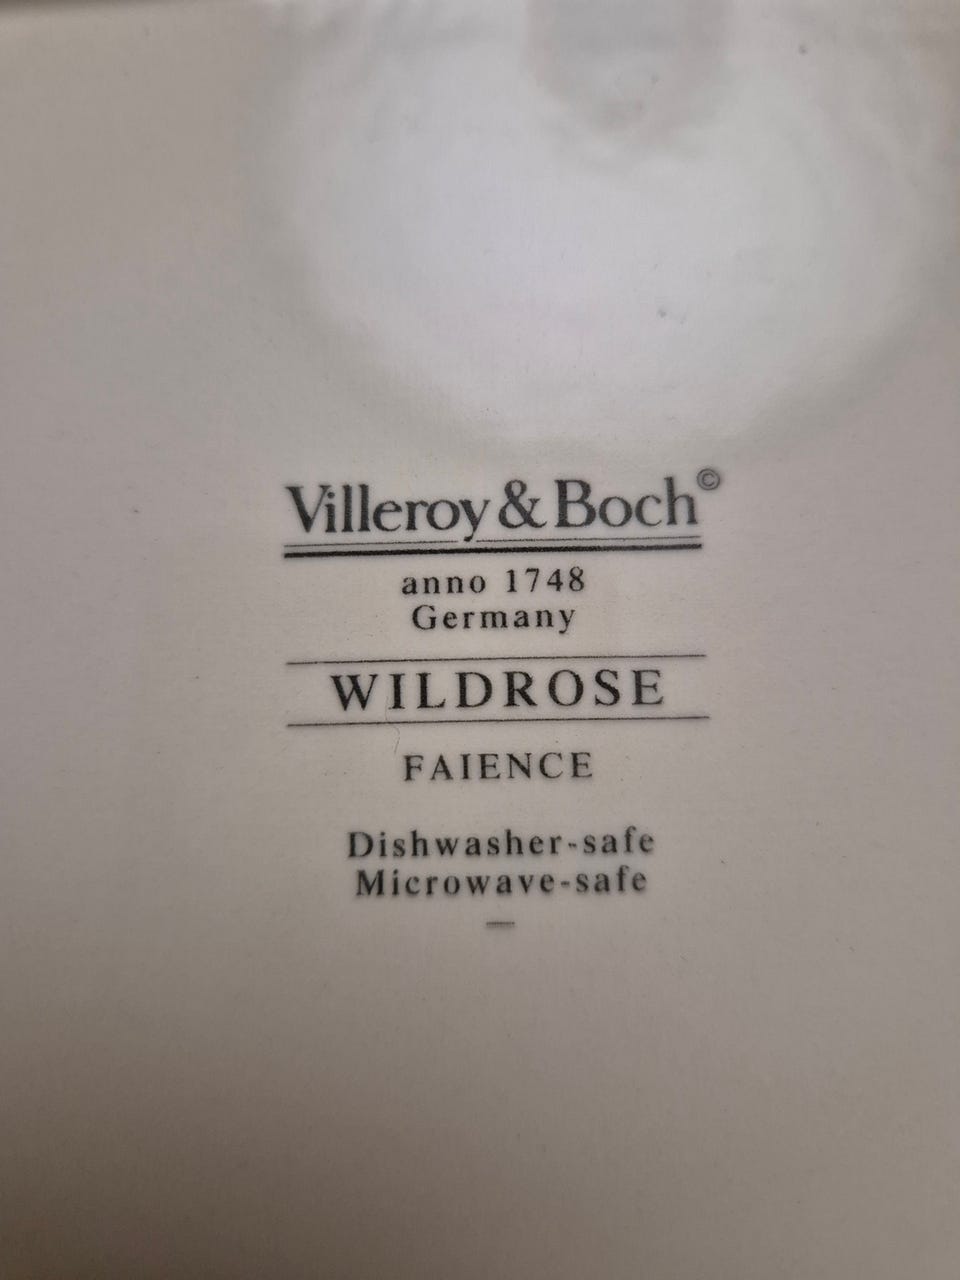 Villeroy & Boch©
anno 1748
Germany
WILDROSE
FAIENCE
Dishwasher-safe
Microwave-safe